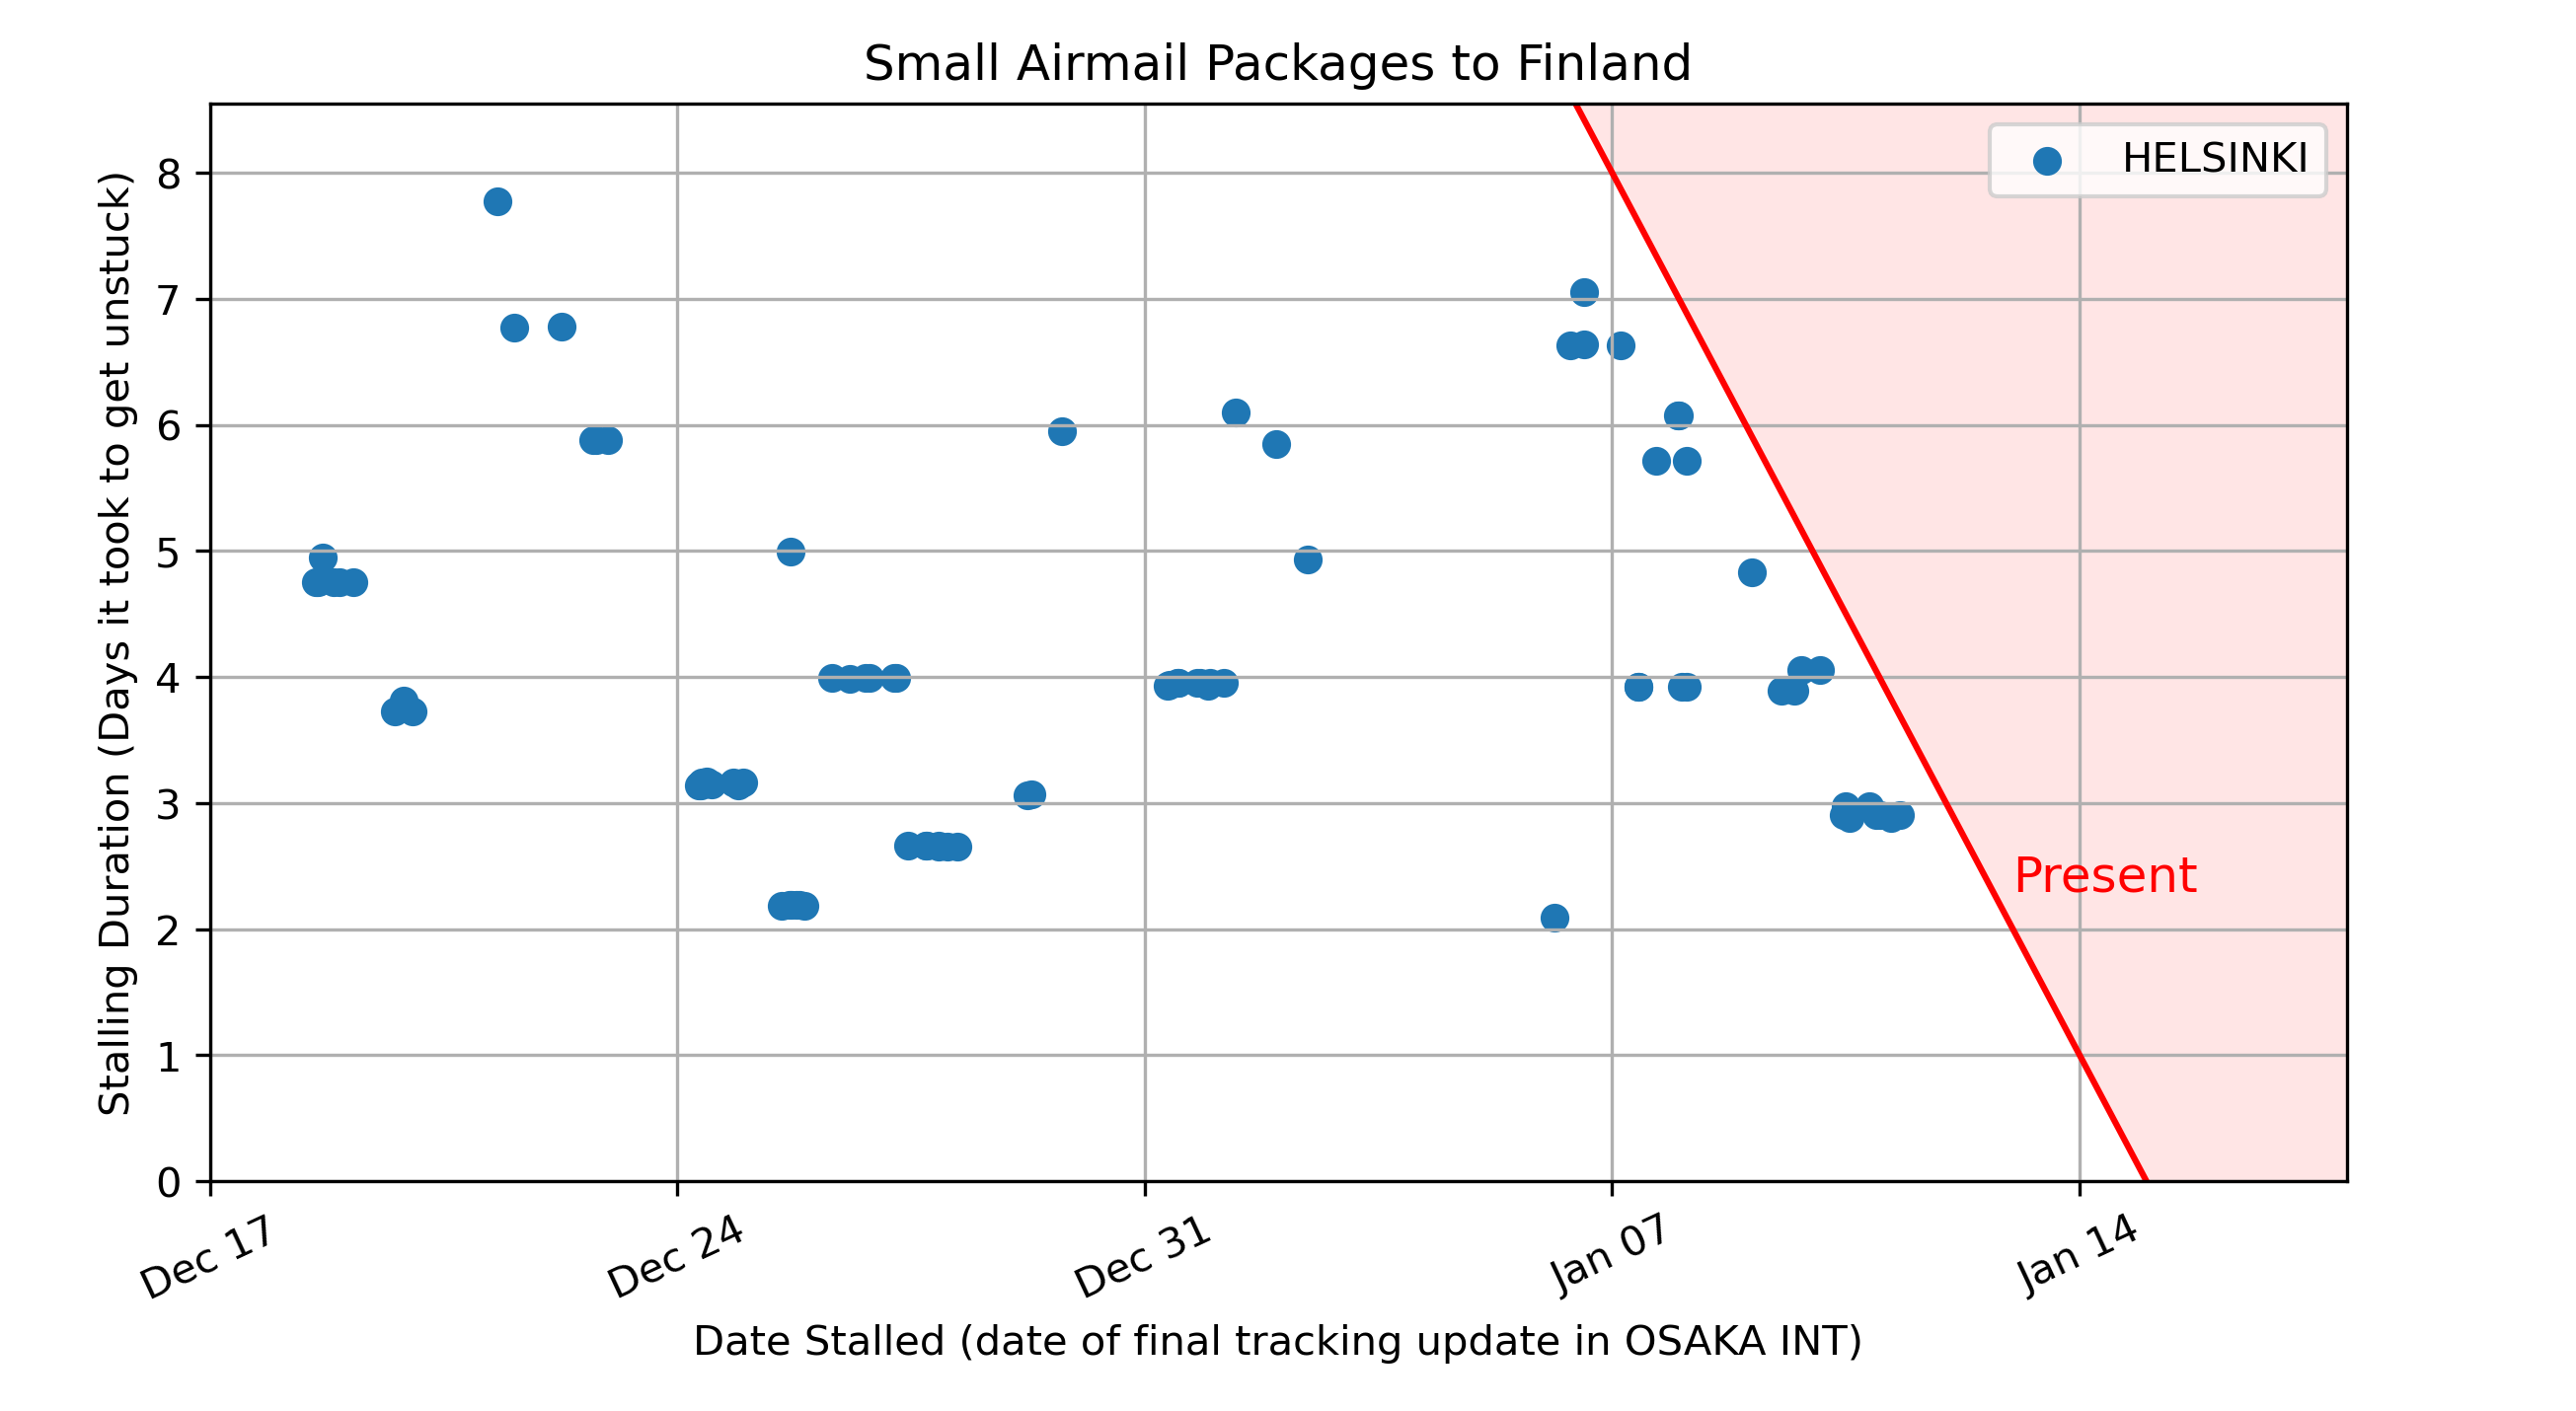 Small Airmail Packages to Finland
HELSINKI
Stalling Duration (Days it took to get unstuck)
8
7
6
5
4
3
2
1
0
Present
Dec 17
Dec 24
Dec 31
Jan 07
Jan 14
Date Stalled (date of final tracking update in OSAKA INT)